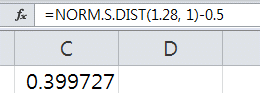 fx =NORM.S.DIST(1.28, 1)-0.5
C D
0.399727